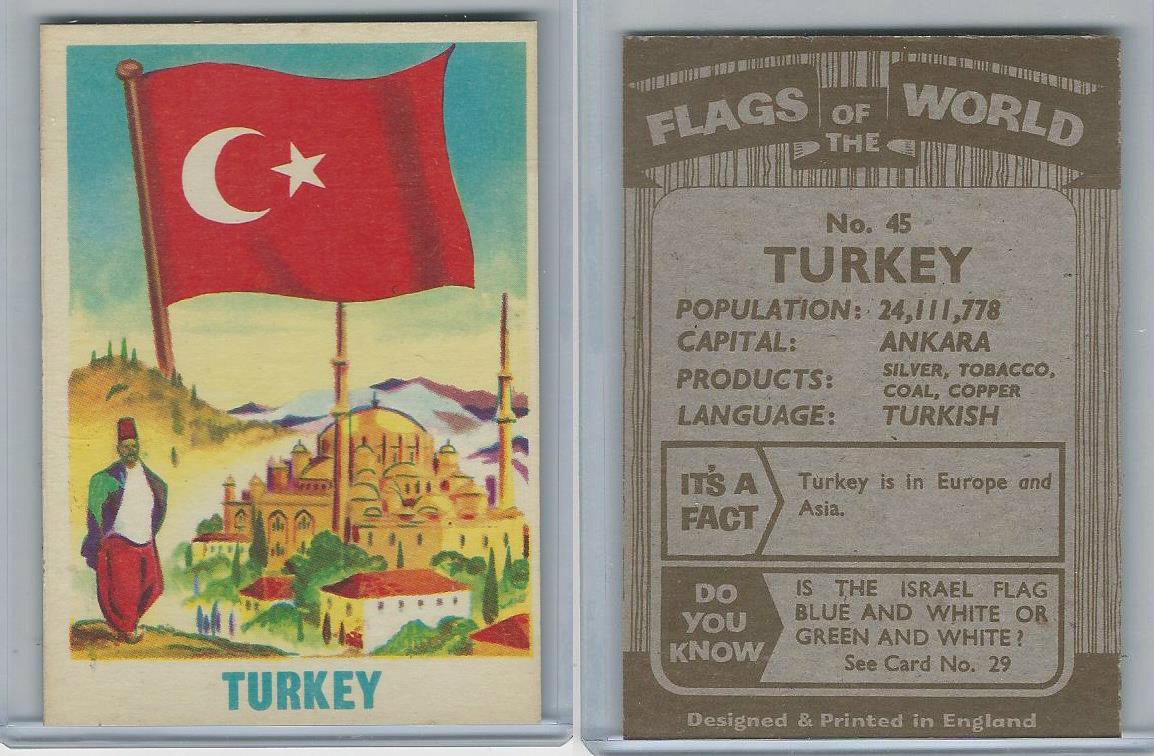 TURKEY
FLAGS OF THE WORLD
No. 45
TURKEY
POPULATION: 24,111,778
CAPITAL: ANKARA
PRODUCTS: SILVER, TOBACCO,
COAL, COPPER
LANGUAGE: TURKISH
IT'S A
FACT
Turkey is in Europe and
Asia.
DO
YOU
KNOW
IS THE ISRAEL FLAG
BLUE AND WHITE OR
GREEN AND WHITE?
See Card No. 29
Designed & Printed in England